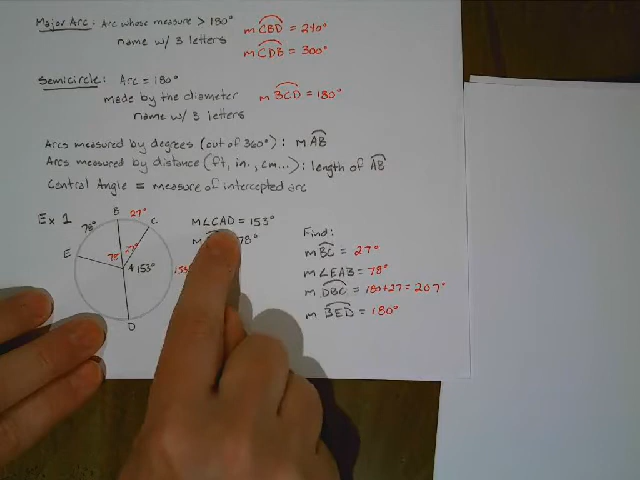 Major Arc: Arc whose measure > 180°
name w/ 3 letters
m CBD = 240°
m CDB = 300°
Semicircle: Arc = 180°
made by the diameter
name w/ 3 letters
m BCD = 180°
Arcs measured by degrees (out of 360°): m AB
Arcs measured by distance (ft, in., cm...): length of AB
Central Angle = measure of intercepted arc
Ex 1
B 27° C
78°
E
78 27°
A 153°
D
m∠CAD = 153°
m 78°
Find:
m BC = 27°
m∠EAB = 78°
m DBC = 180+27 = 207°
m BED = 180°